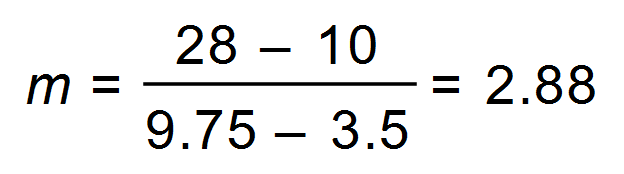 28 – 10
m = = 2.88
9.75 – 3.5